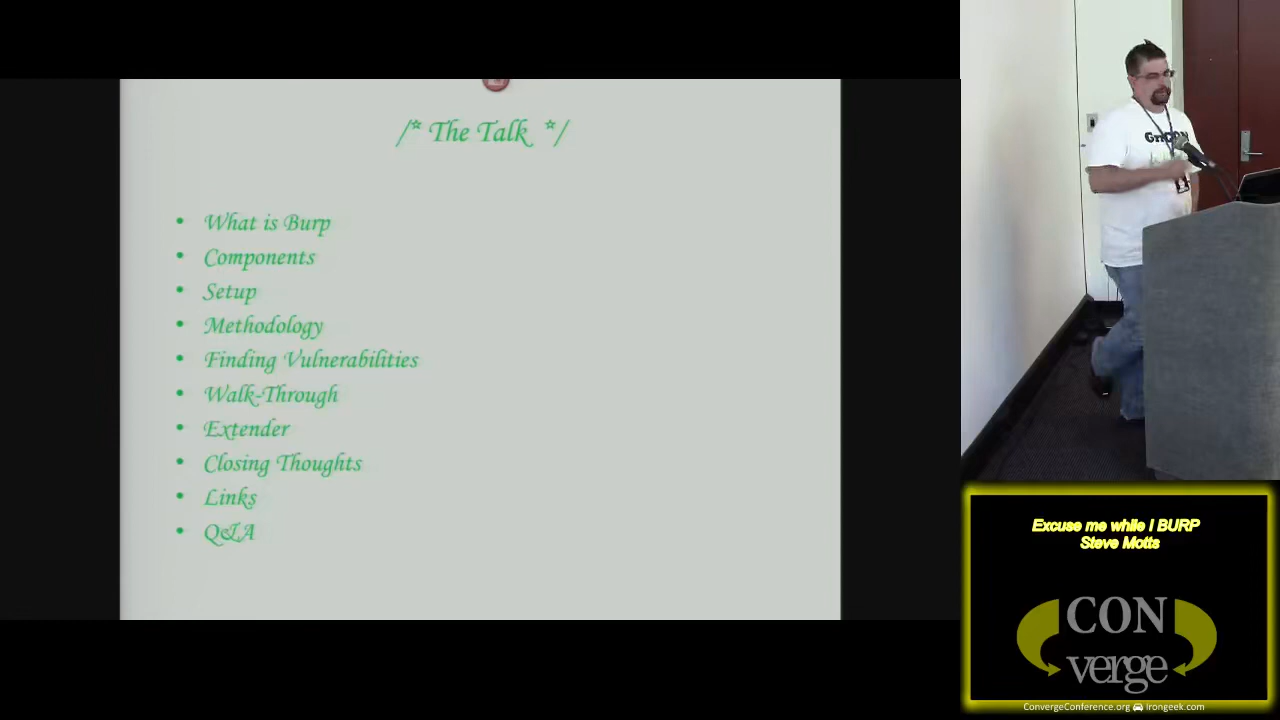 /* The Talk */
• What is Burp
• Components
• Setup
• Methodology
• Finding Vulnerabilities
• Walk-Through
• Extender
• Closing Thoughts
• Links
• Q&A
Excuse me while I BURP
Steve Motts
CON
verge
ConvergeConference.org Irongeek.com